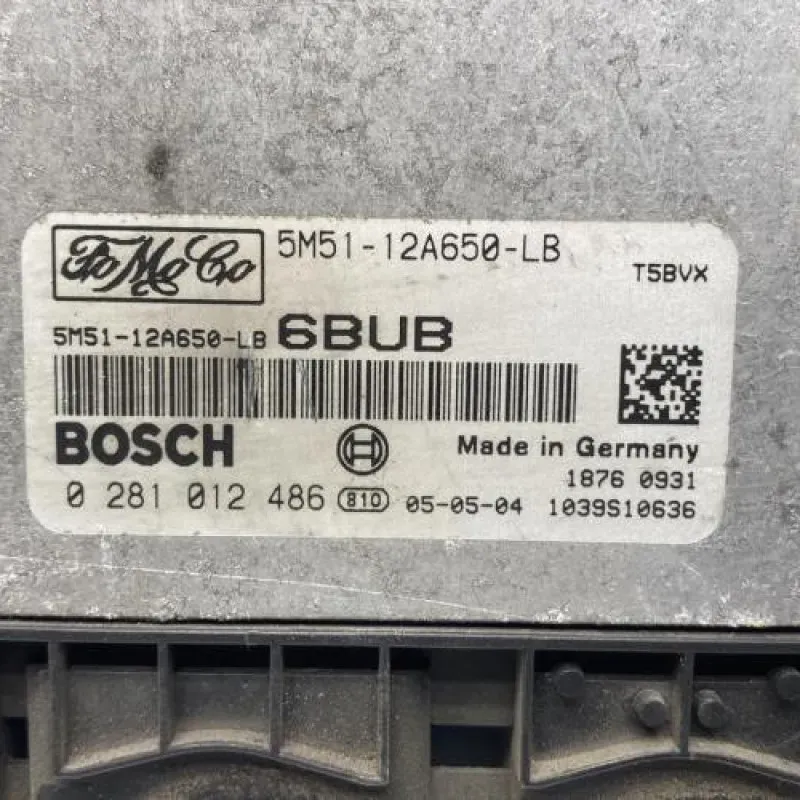 FoMoCo 5M51-12A650-LB
T5BVX
5M51-12A650-LB 6BUB
BOSCH Made in Germany
1876 0931
0 281 012 486 810 05-05-04 1039S10636